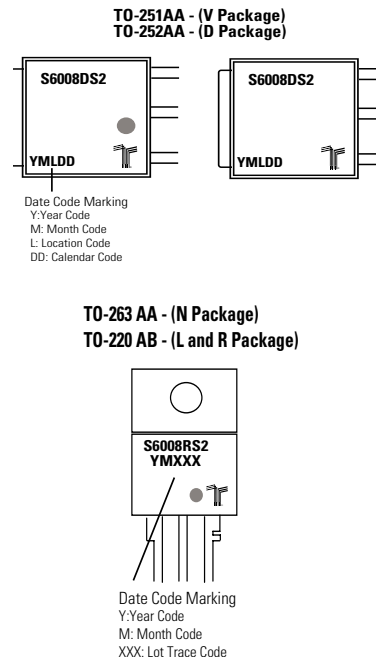 TO-251AA - (V Package)
TO-252AA - (D Package)
S6008DS2
YMLDD
S6008DS2
YMLDD
Date Code Marking
Y:Year Code
M: Month Code
L: Location Code
DD: Calendar Code
TO-263 AA - (N Package)
TO-220 AB - (L and R Package)
S6008RS2
YMXXX
Date Code Marking
Y:Year Code
M: Month Code
XXX: Lot Trace Code